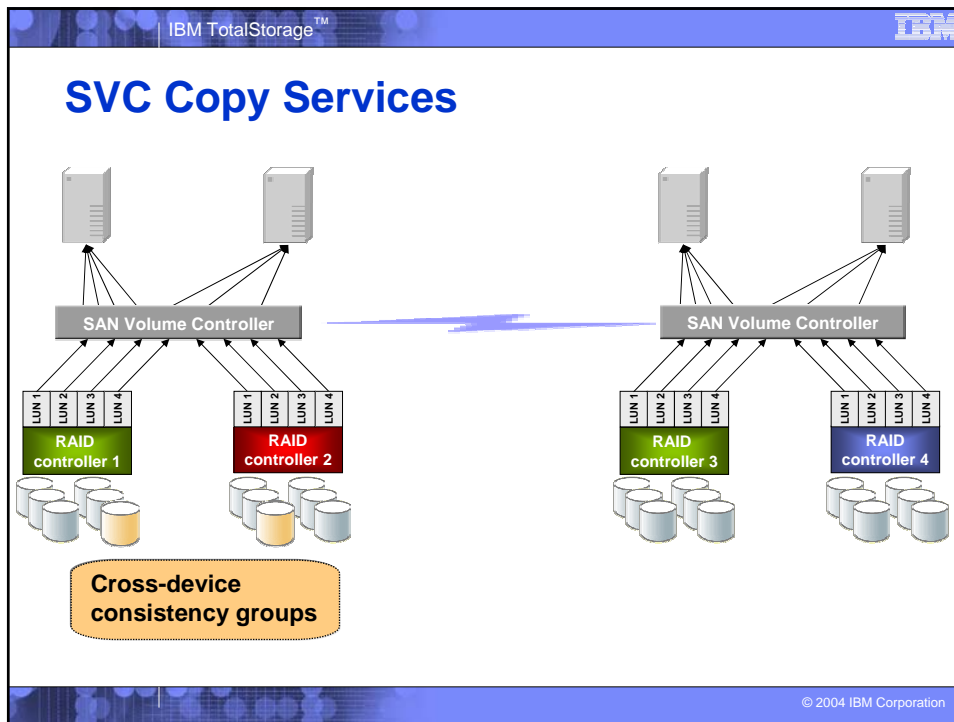 IBM TotalStorage™
IBM
SVC Copy Services
SAN Volume Controller
SAN Volume Controller
LUN 1
LUN 2
LUN 3
LUN 4
LUN 1
LUN 2
LUN 3
LUN 4
LUN 1
LUN 2
LUN 3
LUN 4
LUN 1
LUN 2
LUN 3
LUN 4
RAID
controller 1
RAID
controller 2
RAID
controller 3
RAID
controller 4
Cross-device
consistency groups
© 2004 IBM Corporation